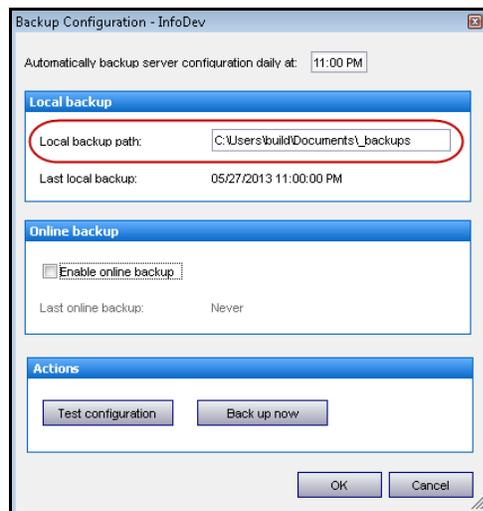 Backup Configuration - InfoDev
Automatically backup server configuration daily at: 11:00 PM
Local backup
Local backup path: C:\Users\build\Documents\_backups
Last local backup: 05/27/2013 11:00:00 PM
Online backup
Enable online backup
Last online backup: Never
Actions
Test configuration Back up now
OK Cancel